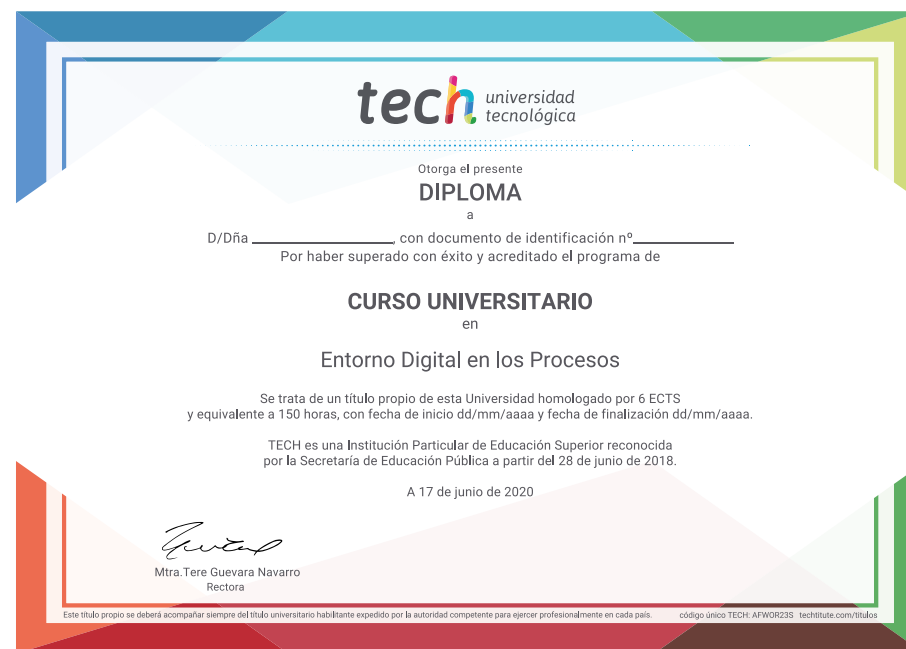 tech universidad
tecnológica
Otorga el presente
DIPLOMA
a
D/Dña ____________________, con documento de identificación nº______________
Por haber superado con éxito y acreditado el programa de
CURSO UNIVERSITARIO
en
Entorno Digital en los Procesos
Se trata de un título propio de esta Universidad homologado por 6 ECTS
y equivalente a 150 horas, con fecha de inicio dd/mm/aaaa y fecha de finalización dd/mm/aaaa.
TECH es una Institución Particular de Educación Superior reconocida
por la Secretaría de Educación Pública a partir del 28 de junio de 2018.
A 17 de junio de 2020
Mtra.Tere Guevara Navarro
Rectora
Este título propio se deberá acompañar siempre del título universitario habilitante expedido por la autoridad competente para ejercer profesionalmente en cada país. código único TECH: AFWOR23S techtitute.com/titulos